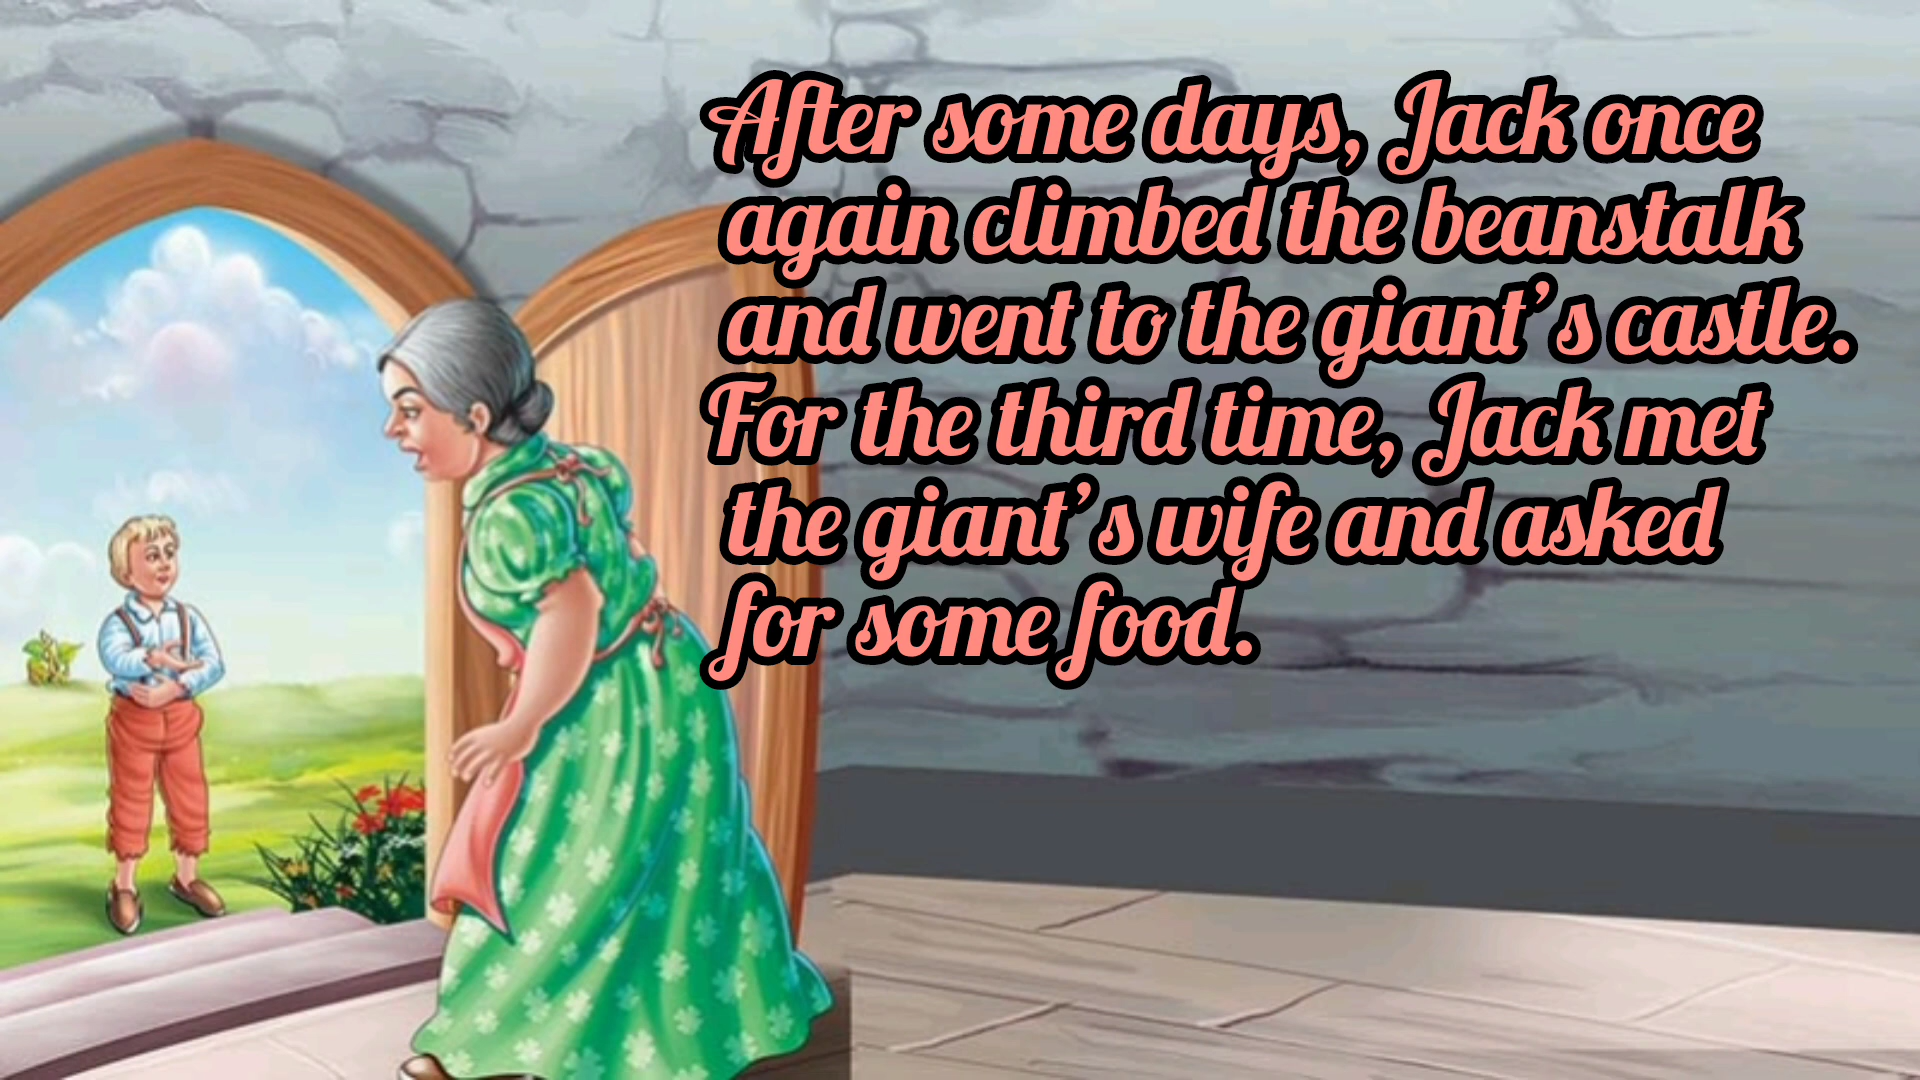 After some days, Jack once
again climbed the beanstalk
and went to the giant's castle.
For the third time, Jack met
the giant's wife and asked
for some food.